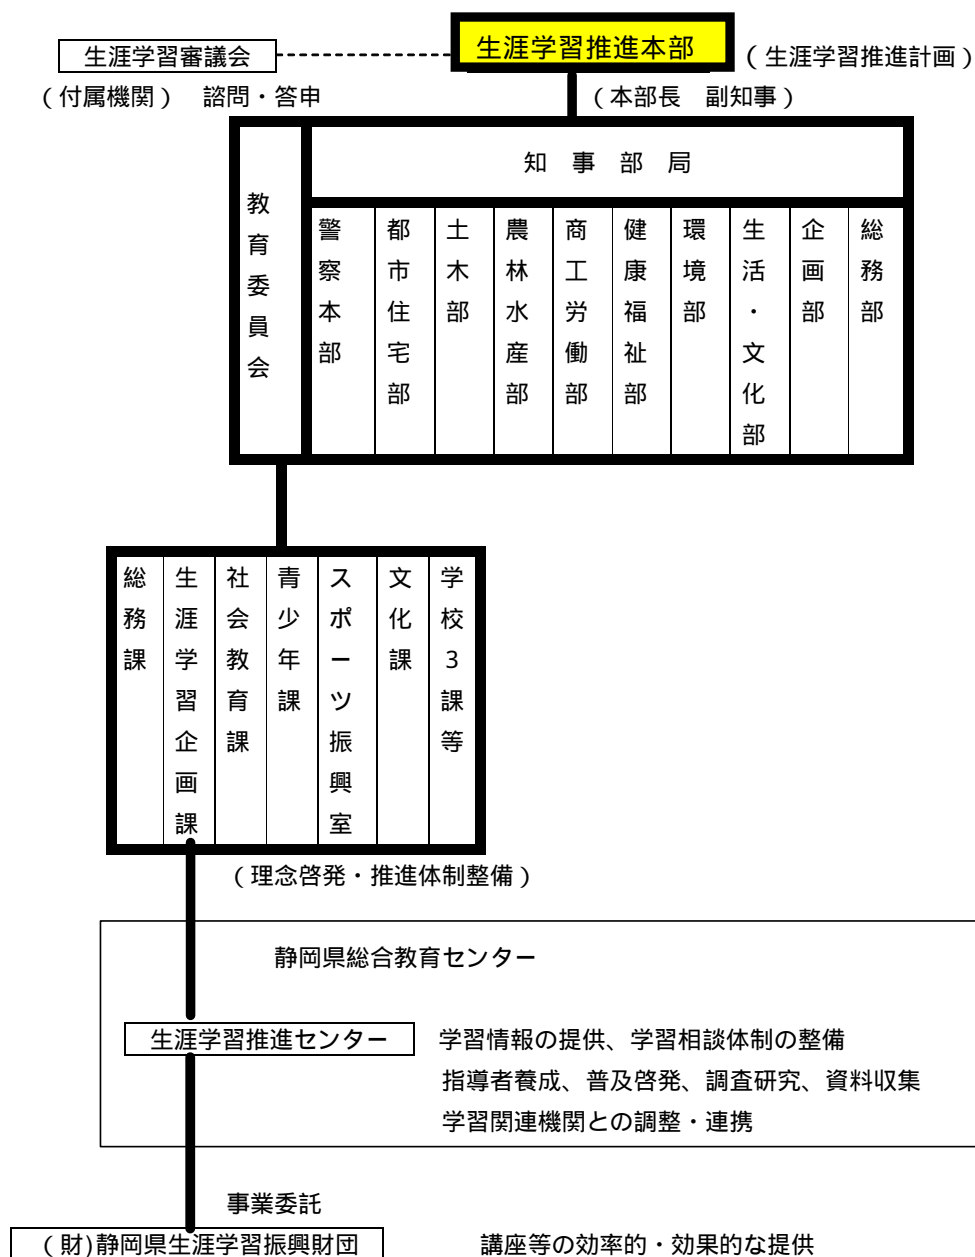 生涯学習推進本部
生涯学習審議会
(生涯学習推進計画)
(付属機関) 諮問・答申
(本部長 副知事)
教育委員会
知事部局
警察本部
都市住宅部
土木部
農林水産部
商工労働部
健康福祉部
環境部
生活・文化部
企画部
総務部
総務課
生涯学習企画課
社会教育課
青少年課
スポーツ振興室
文化課
学校3課等
(理念啓発・推進体制整備)
静岡県総合教育センター
生涯学習推進センター
学習情報の提供、学習相談体制の整備
指導者養成、普及啓発、調査研究、資料収集
学習関連機関との調整・連携
事業委託
(財)静岡県生涯学習振興財団
講座等の効率的・効果的な提供